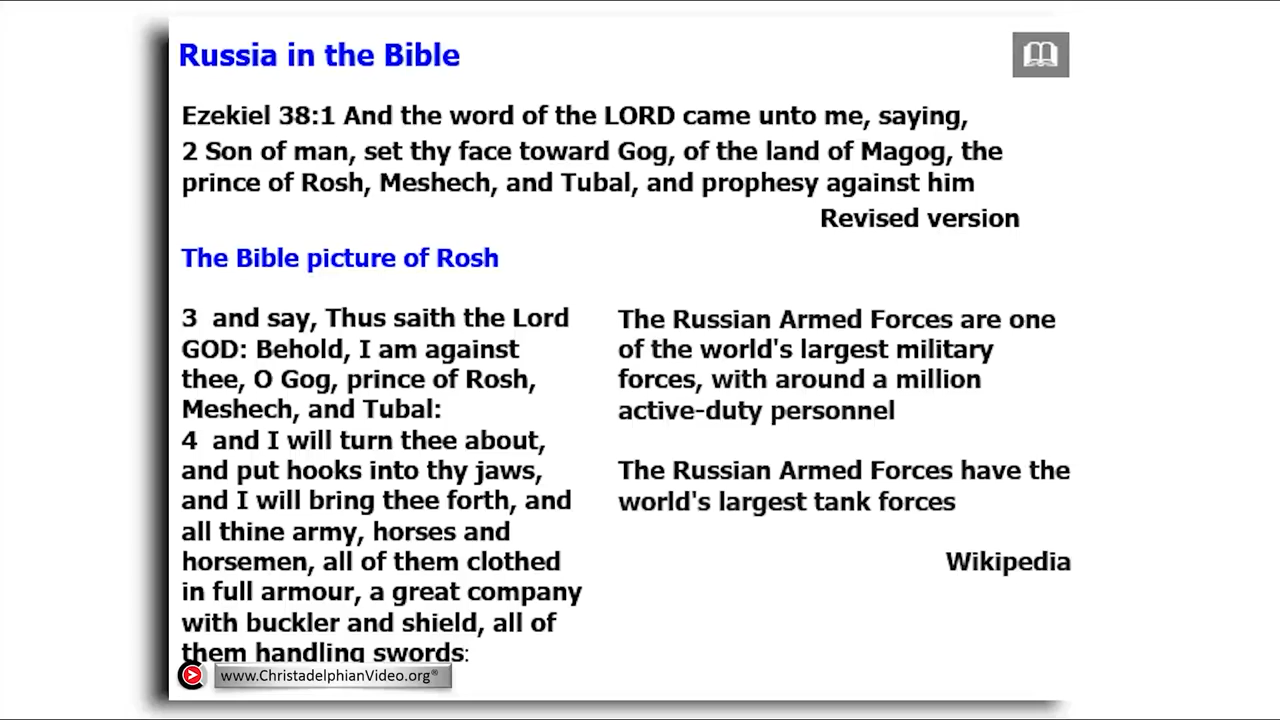 Russia in the Bible
Ezekiel 38:1 And the word of the LORD came unto me, saying,
2 Son of man, set thy face toward Gog, of the land of Magog, the
prince of Rosh, Meshech, and Tubal, and prophesy against him
Revised version
The Bible picture of Rosh
3 and say, Thus saith the Lord
GOD: Behold, I am against
thee, O Gog, prince of Rosh,
Meshech, and Tubal:
4 and I will turn thee about,
and put hooks into thy jaws,
and I will bring thee forth, and
all thine army, horses and
horsemen, all of them clothed
in full armour, a great company
with buckler and shield, all of
them handling swords:
The Russian Armed Forces are one
of the world's largest military
forces, with around a million
active-duty personnel
The Russian Armed Forces have the
world's largest tank forces
Wikipedia
www.ChristadelphianVideo.org®